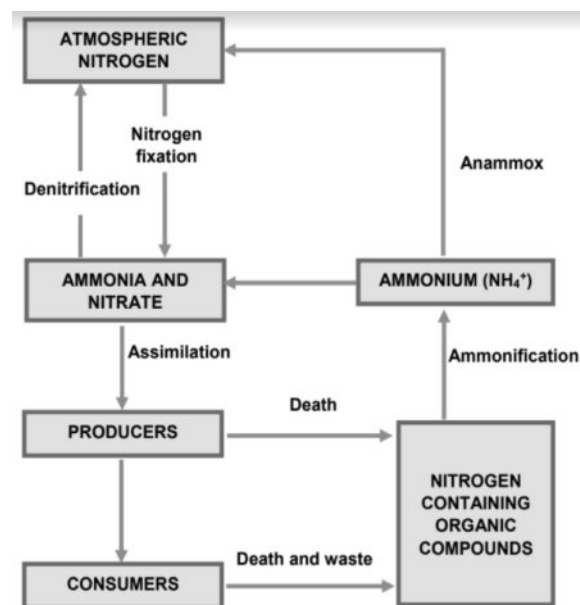 ATMOSPHERIC
NITROGEN
Nitrogen
fixation
Denitrification
Anammox
AMMONIA AND
NITRATE
AMMONIUM (NH₄⁺)
Assimilation
Ammonification
Death
PRODUCERS
NITROGEN
CONTAINING
ORGANIC
COMPOUNDS
Death and waste
CONSUMERS